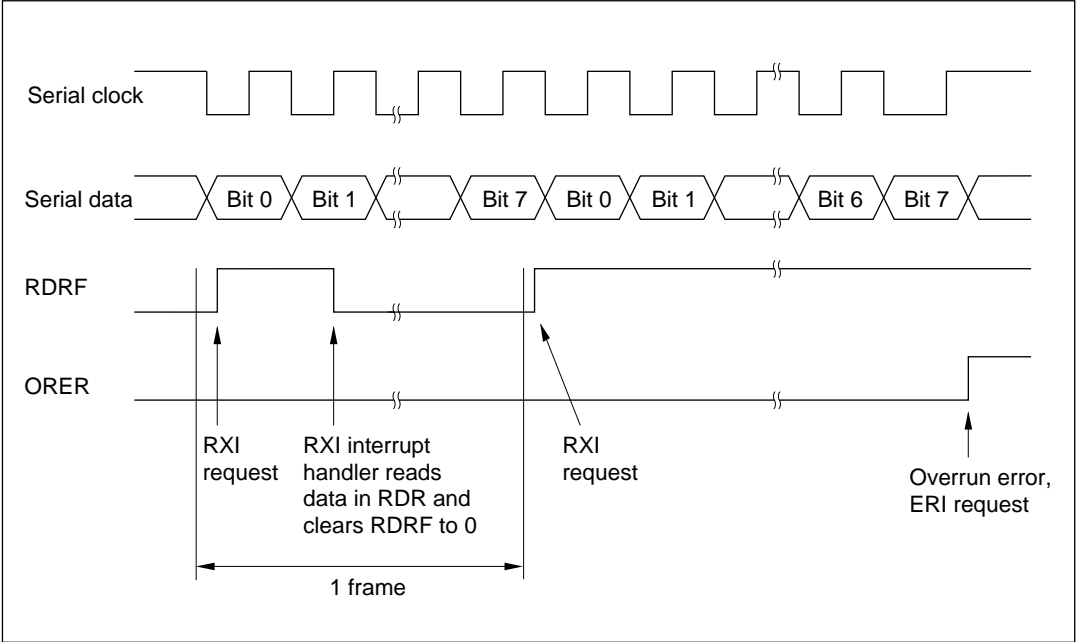 Serial clock
Serial data
Bit 0
Bit 1
Bit 7
Bit 0
Bit 1
Bit 6
Bit 7
RDRF
ORER
RXI
request
RXI interrupt
handler reads
data in RDR and
clears RDRF to 0
RXI
request
Overrun error,
ERI request
1 frame